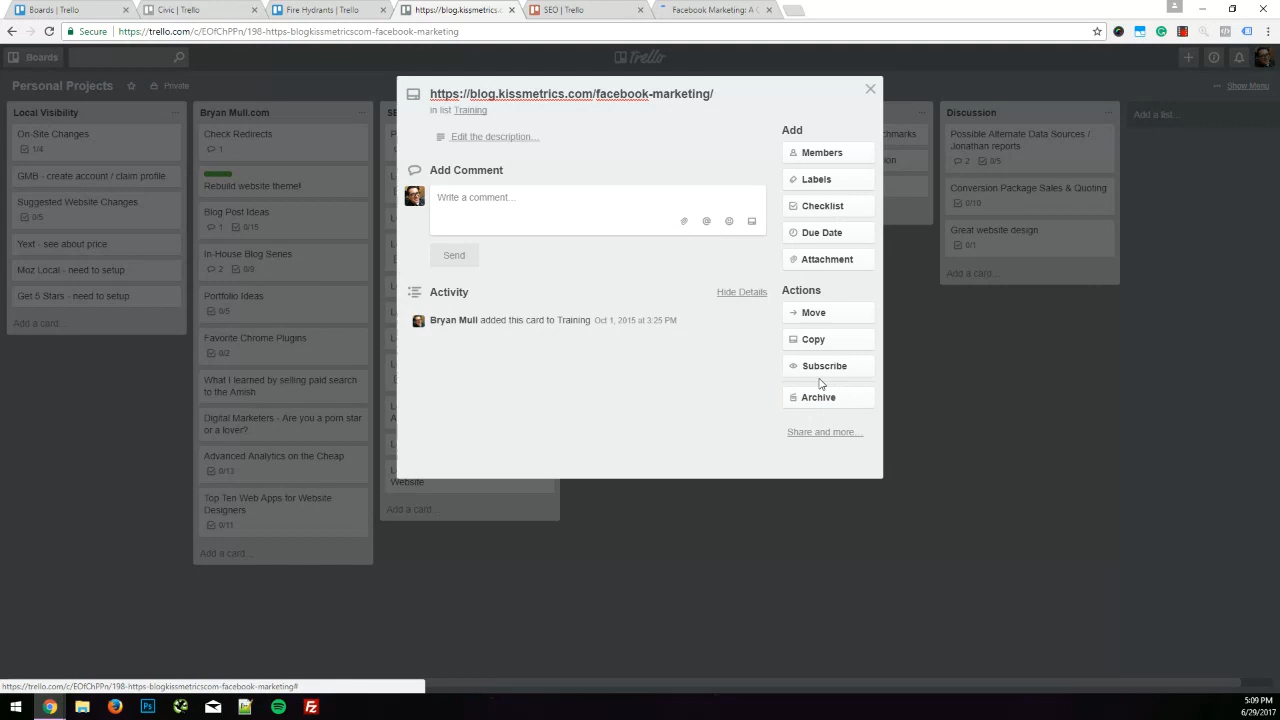 Boards | Trello
Civic | Trello
Fire Hydrants | Trello
https://blog.kissmetrics.c
SEO | Trello
Facebook Marketing: A C
Secure
https://trello.com/c/EOfChPPn/198-https-blogkissmetricscom-facebook-marketing
Boards
Trello
Personal Projects
Private
Show Menu
Local Visibility
On-Site Changes
1/4
GMB - create account / claim profile
Suggested Website Changes
0/5
Yext - see about price
Moz Local - need to setup
Get 5 Stars - need to setup
Add a card...
Bryan Mull.com
Check Redirects
1
Rebuild website theme!
Blog Post Ideas
1 0/15
In-House Blog Series
2 0/9
Portfolio Ideas
0/5
Favorite Chrome Plugins
0/2
What I learned by selling paid search
to the Amish
Digital Marketers - Are you a porn star
or a lover?
Advanced Analytics on the Cheap
0/13
Top Ten Web Apps for Website
Designers
0/11
Add a card...
Website
Add a card...
https://blog.kissmetrics.com/facebook-marketing/
in list Training
Edit the description...
Add Comment
Write a comment...
Send
Activity
Hide Details
Bryan Mull added this card to Training Oct 1, 2015 at 3:25 PM
Add
Members
Labels
Checklist
Due Date
Attachment
Actions
Move
Copy
Subscribe
Archive
Share and more...
Discussion
Possible Alternate Data Sources /
Jonathan reports
2 0/5
Conversion Package Sales & Quoting
0/10
Great website design
0/1
Add a card...
Add a list...
https://trello.com/c/EOfChPPn/198-https-blogkissmetricscom-facebook-marketing#
5:09 PM
6/29/2017